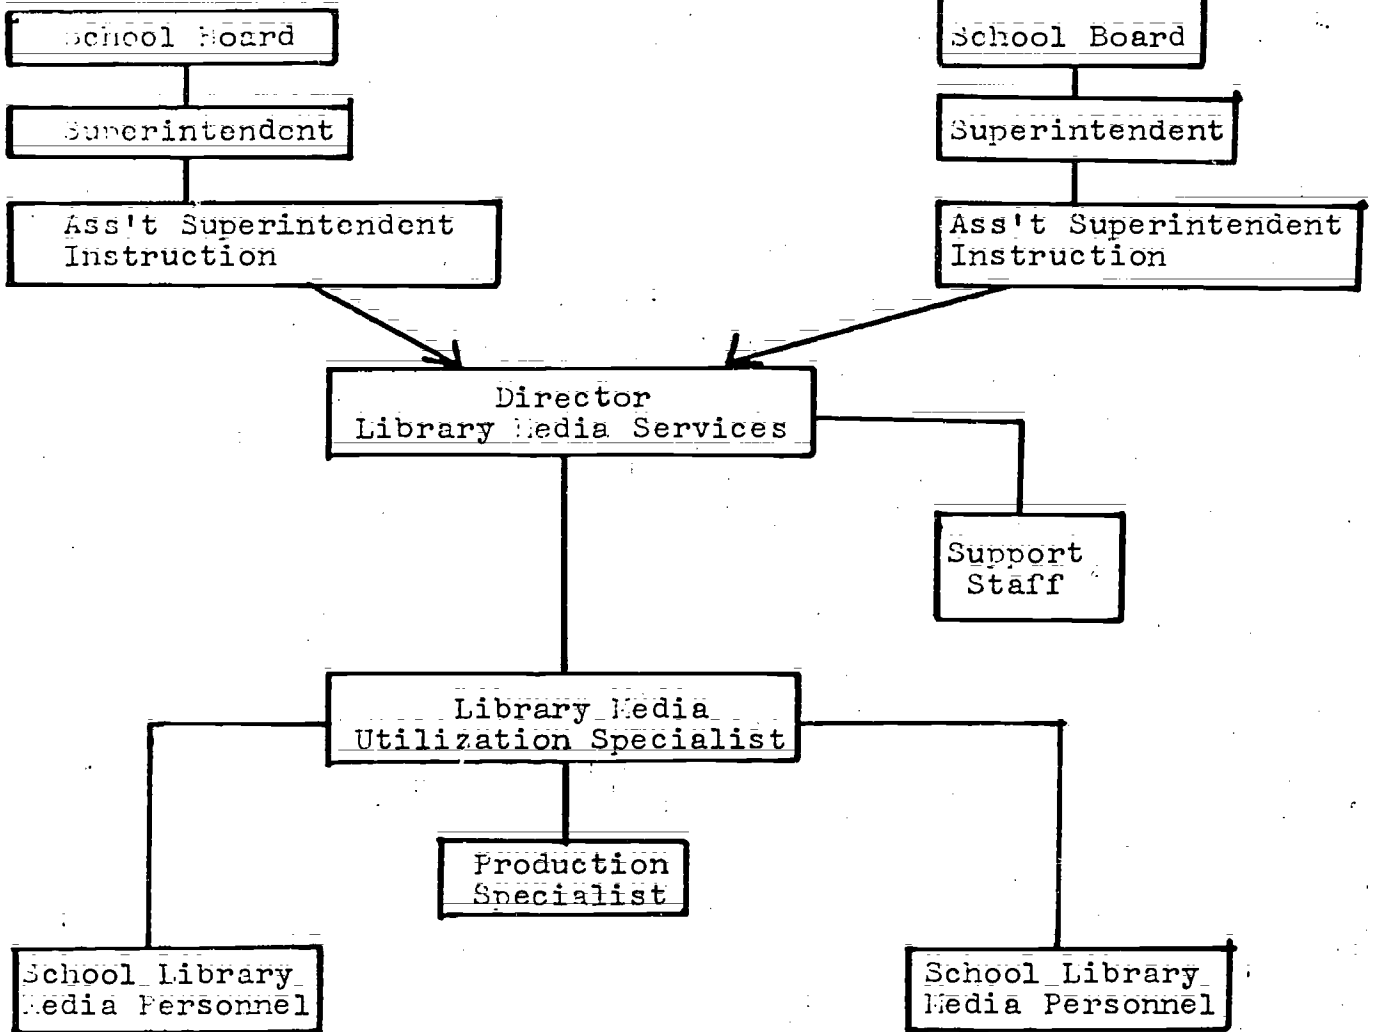 School Board
School Board
Superintendent
Superintendent
Ass't Superintendent
Instruction
Ass't Superintendent
Instruction
Director
Library Media Services
Support
Staff
Library Media
Utilization Specialist
Production
Specialist
School Library
Media Personnel
School Library
Media Personnel